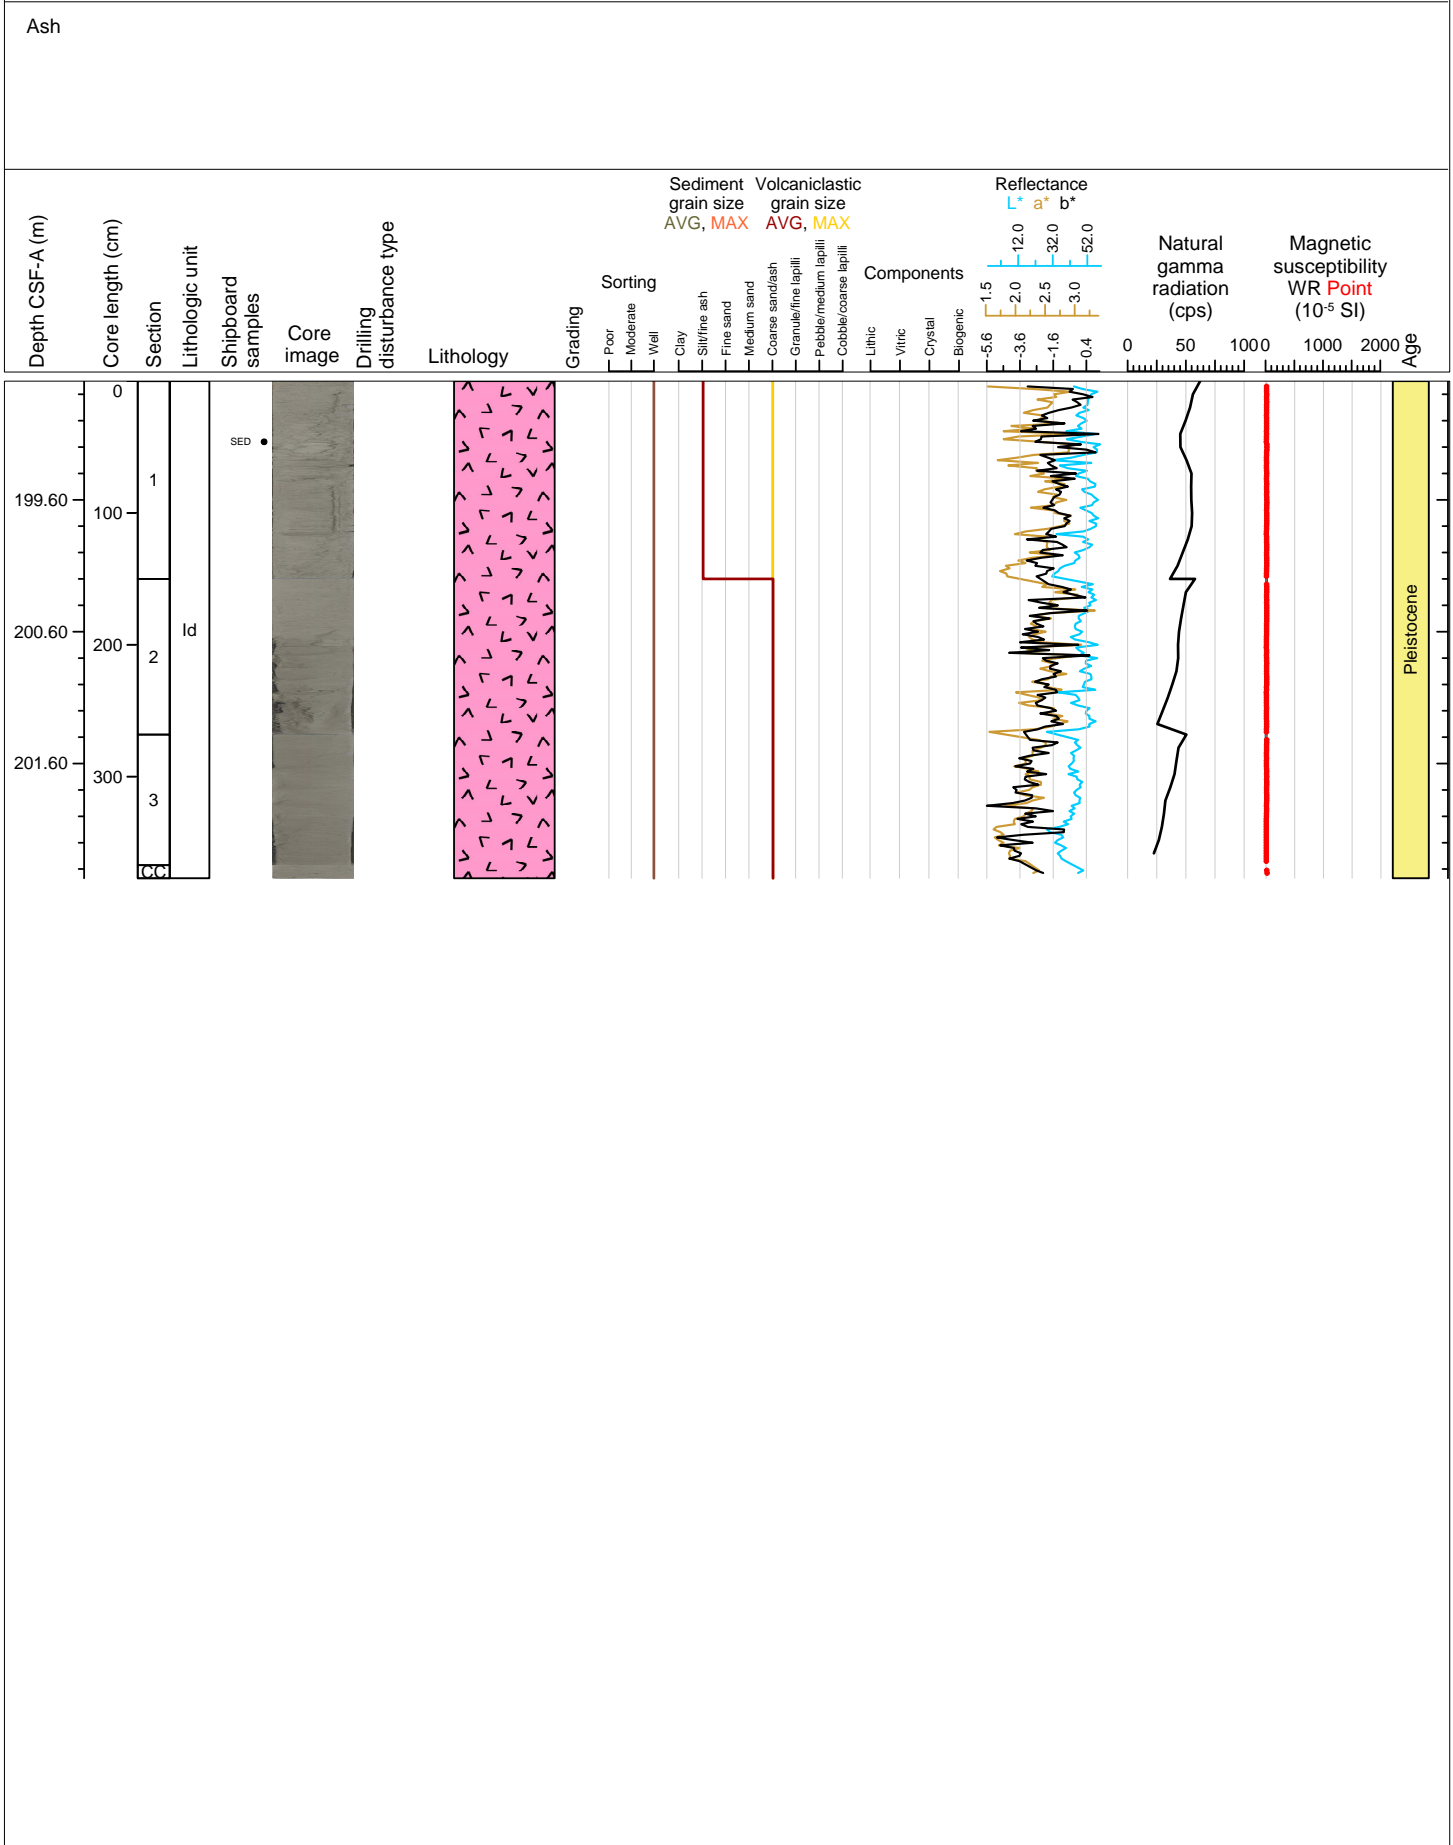 Ash
Depth CSF-A (m)
Core length (cm)
Section
Lithologic unit
Shipboard
samples
Core
image
Drilling
disturbance type
Lithology
Grading
Sorting
Poor
Moderate
Well
Sediment
grain size
AVG, MAX
Volcaniclastic
grain size
AVG, MAX
Clay
Silt/fine ash
Fine sand
Medium sand
Coarse sand/ash
Granule/fine lapilli
Pebble/medium lapilli
Cobble/coarse lapilli
Components
Lithic
Vitric
Crystal
Biogenic
Reflectance
L* a* b*
12.0 32.0 52.0
1.5 2.0 2.5 3.0
-5.6 -3.6 -1.6 0.4
Natural
gamma
radiation
(cps)
0 50 100
Magnetic
susceptibility
WR Point
(10-5 SI)
0 1000 2000
Age
0
SED
1
199.60
100
Id
200.60
200
2
Pleistocene
201.60
300
3
CC